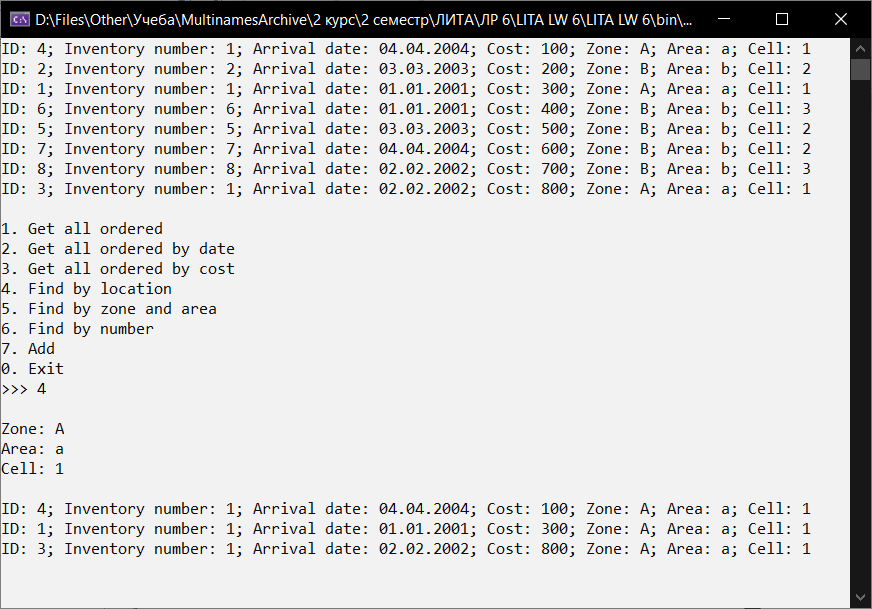 D:\Files\Other\Учеба\MultinamesArchive\2 курс\2 семестр\ЛИТА\ЛР 6\LITA LW 6\LITA LW 6\bin\...
ID: 4; Inventory number: 1; Arrival date: 04.04.2004; Cost: 100; Zone: A; Area: a; Cell: 1
ID: 2; Inventory number: 2; Arrival date: 03.03.2003; Cost: 200; Zone: B; Area: b; Cell: 2
ID: 1; Inventory number: 1; Arrival date: 01.01.2001; Cost: 300; Zone: A; Area: a; Cell: 1
ID: 6; Inventory number: 6; Arrival date: 01.01.2001; Cost: 400; Zone: B; Area: b; Cell: 3
ID: 5; Inventory number: 5; Arrival date: 03.03.2003; Cost: 500; Zone: B; Area: b; Cell: 2
ID: 7; Inventory number: 7; Arrival date: 04.04.2004; Cost: 600; Zone: B; Area: b; Cell: 2
ID: 8; Inventory number: 8; Arrival date: 02.02.2002; Cost: 700; Zone: B; Area: b; Cell: 3
ID: 3; Inventory number: 1; Arrival date: 02.02.2002; Cost: 800; Zone: A; Area: a; Cell: 1
1. Get all ordered
2. Get all ordered by date
3. Get all ordered by cost
4. Find by location
5. Find by zone and area
6. Find by number
7. Add
0. Exit
>>> 4
Zone: A
Area: a
Cell: 1
ID: 4; Inventory number: 1; Arrival date: 04.04.2004; Cost: 100; Zone: A; Area: a; Cell: 1
ID: 1; Inventory number: 1; Arrival date: 01.01.2001; Cost: 300; Zone: A; Area: a; Cell: 1
ID: 3; Inventory number: 1; Arrival date: 02.02.2002; Cost: 800; Zone: A; Area: a; Cell: 1